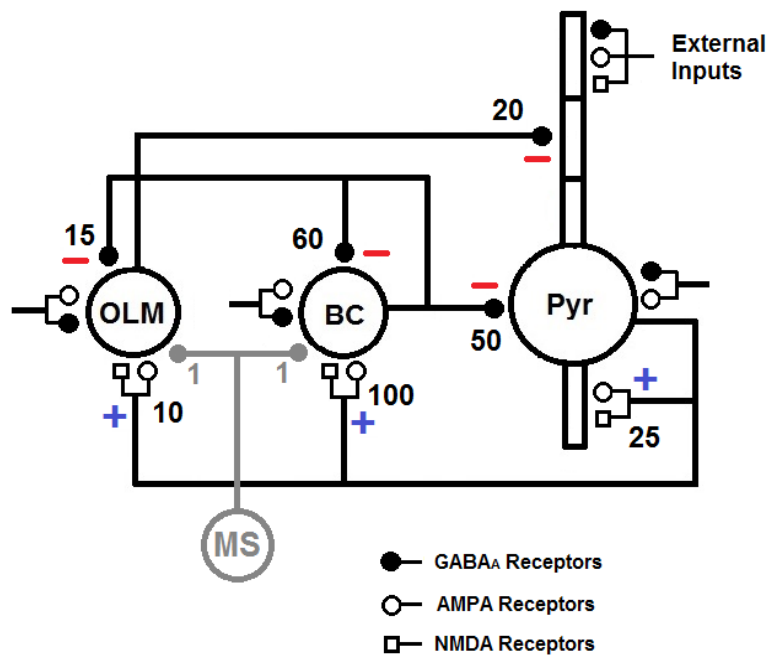 External
Inputs
20
15
60
OLM
BC
Pyr
50
1
1
10
100
25
MS
GABAA Receptors
AMPA Receptors
NMDA Receptors